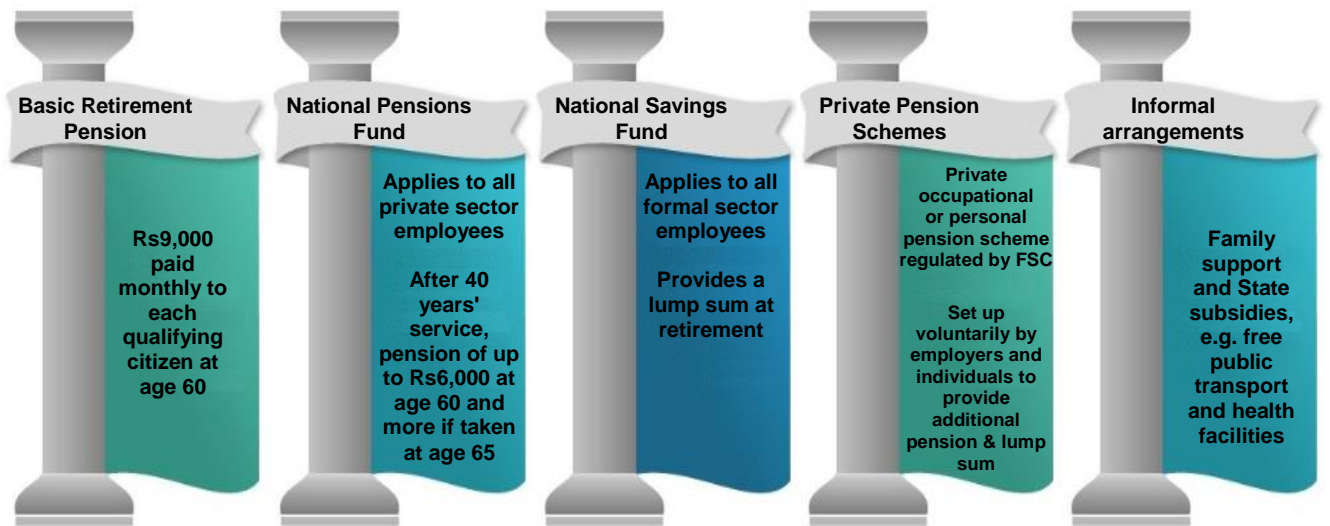 Basic Retirement
Pension
Rs9,000
paid
monthly to
each
qualifying
citizen at
age 60
National Pensions
Fund
Applies to all
private sector
employees
After 40
years'
service,
pension of up
to Rs6,000 at
age 60 and
more if taken
at age 65
National Savings
Fund
Applies to all
formal sector
employees
Provides a
lump sum at
retirement
Private Pension
Schemes
Private
occupational
or personal
pension scheme
regulated by FSC
Set up
voluntarily by
employers and
individuals to
provide
additional
pension & lump
sum
Informal
arrangements
Family
support
and State
subsidies,
e.g. free
public
transport
and health
facilities